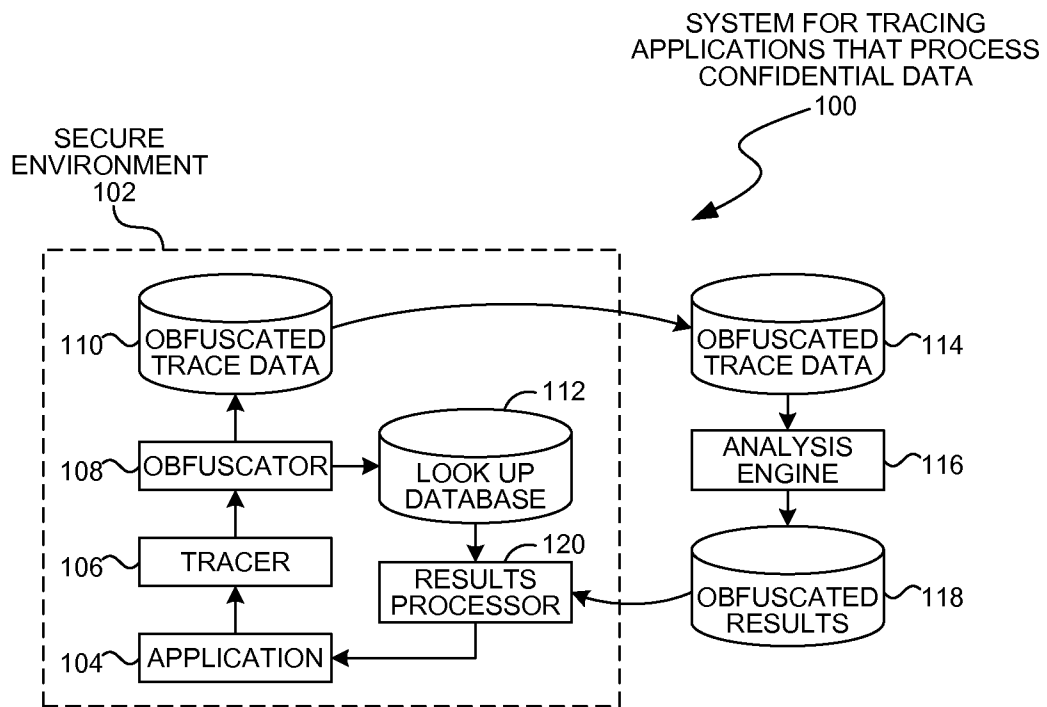 SYSTEM FOR TRACING
APPLICATIONS THAT PROCESS
CONFIDENTIAL DATA
100
SECURE
ENVIRONMENT
102
110
OBFUSCATED
TRACE DATA
OBFUSCATED
TRACE DATA
114
112
108
OBFUSCATOR
LOOK UP
DATABASE
ANALYSIS
ENGINE
116
106
TRACER
120
RESULTS
PROCESSOR
OBFUSCATED
RESULTS
118
104
APPLICATION